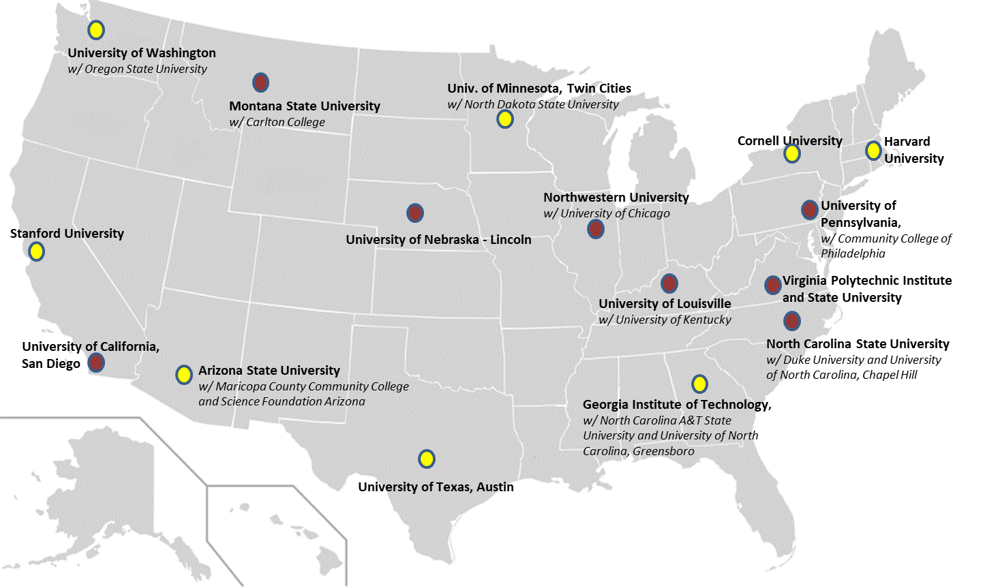 University of Washington
w/ Oregon State University
Montana State University
w/ Carlton College
Univ. of Minnesota, Twin Cities
w/ North Dakota State University
Cornell University
Harvard
University
Northwestern University
w/ University of Chicago
University of
Pennsylvania,
w/ Community College of
Philadelphia
Stanford University
University of Nebraska - Lincoln
Virginia Polytechnic Institute
and State University
University of Louisville
w/ University of Kentucky
University of California,
San Diego
North Carolina State University
w/ Duke University and University
of North Carolina, Chapel Hill
Arizona State University
w/ Maricopa County Community College
and Science Foundation Arizona
Georgia Institute of Technology,
w/ North Carolina A&T State
University and University of North
Carolina, Greensboro
University of Texas, Austin